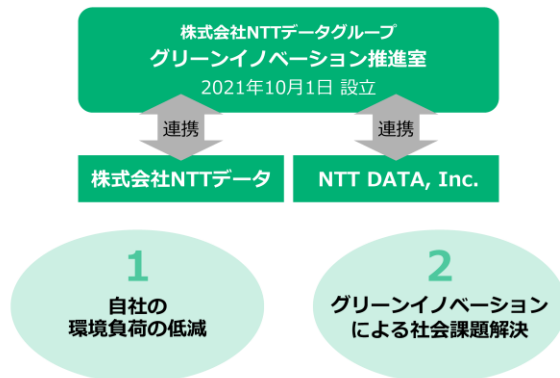 株式会社NTTデータグループ
グリーンイノベーション推進室
2021年10月1日 設立
連携
連携
株式会社NTTデータ
NTT DATA, Inc.
1
自社の
環境負荷の低減
2
グリーンイノベーション
による社会課題解決